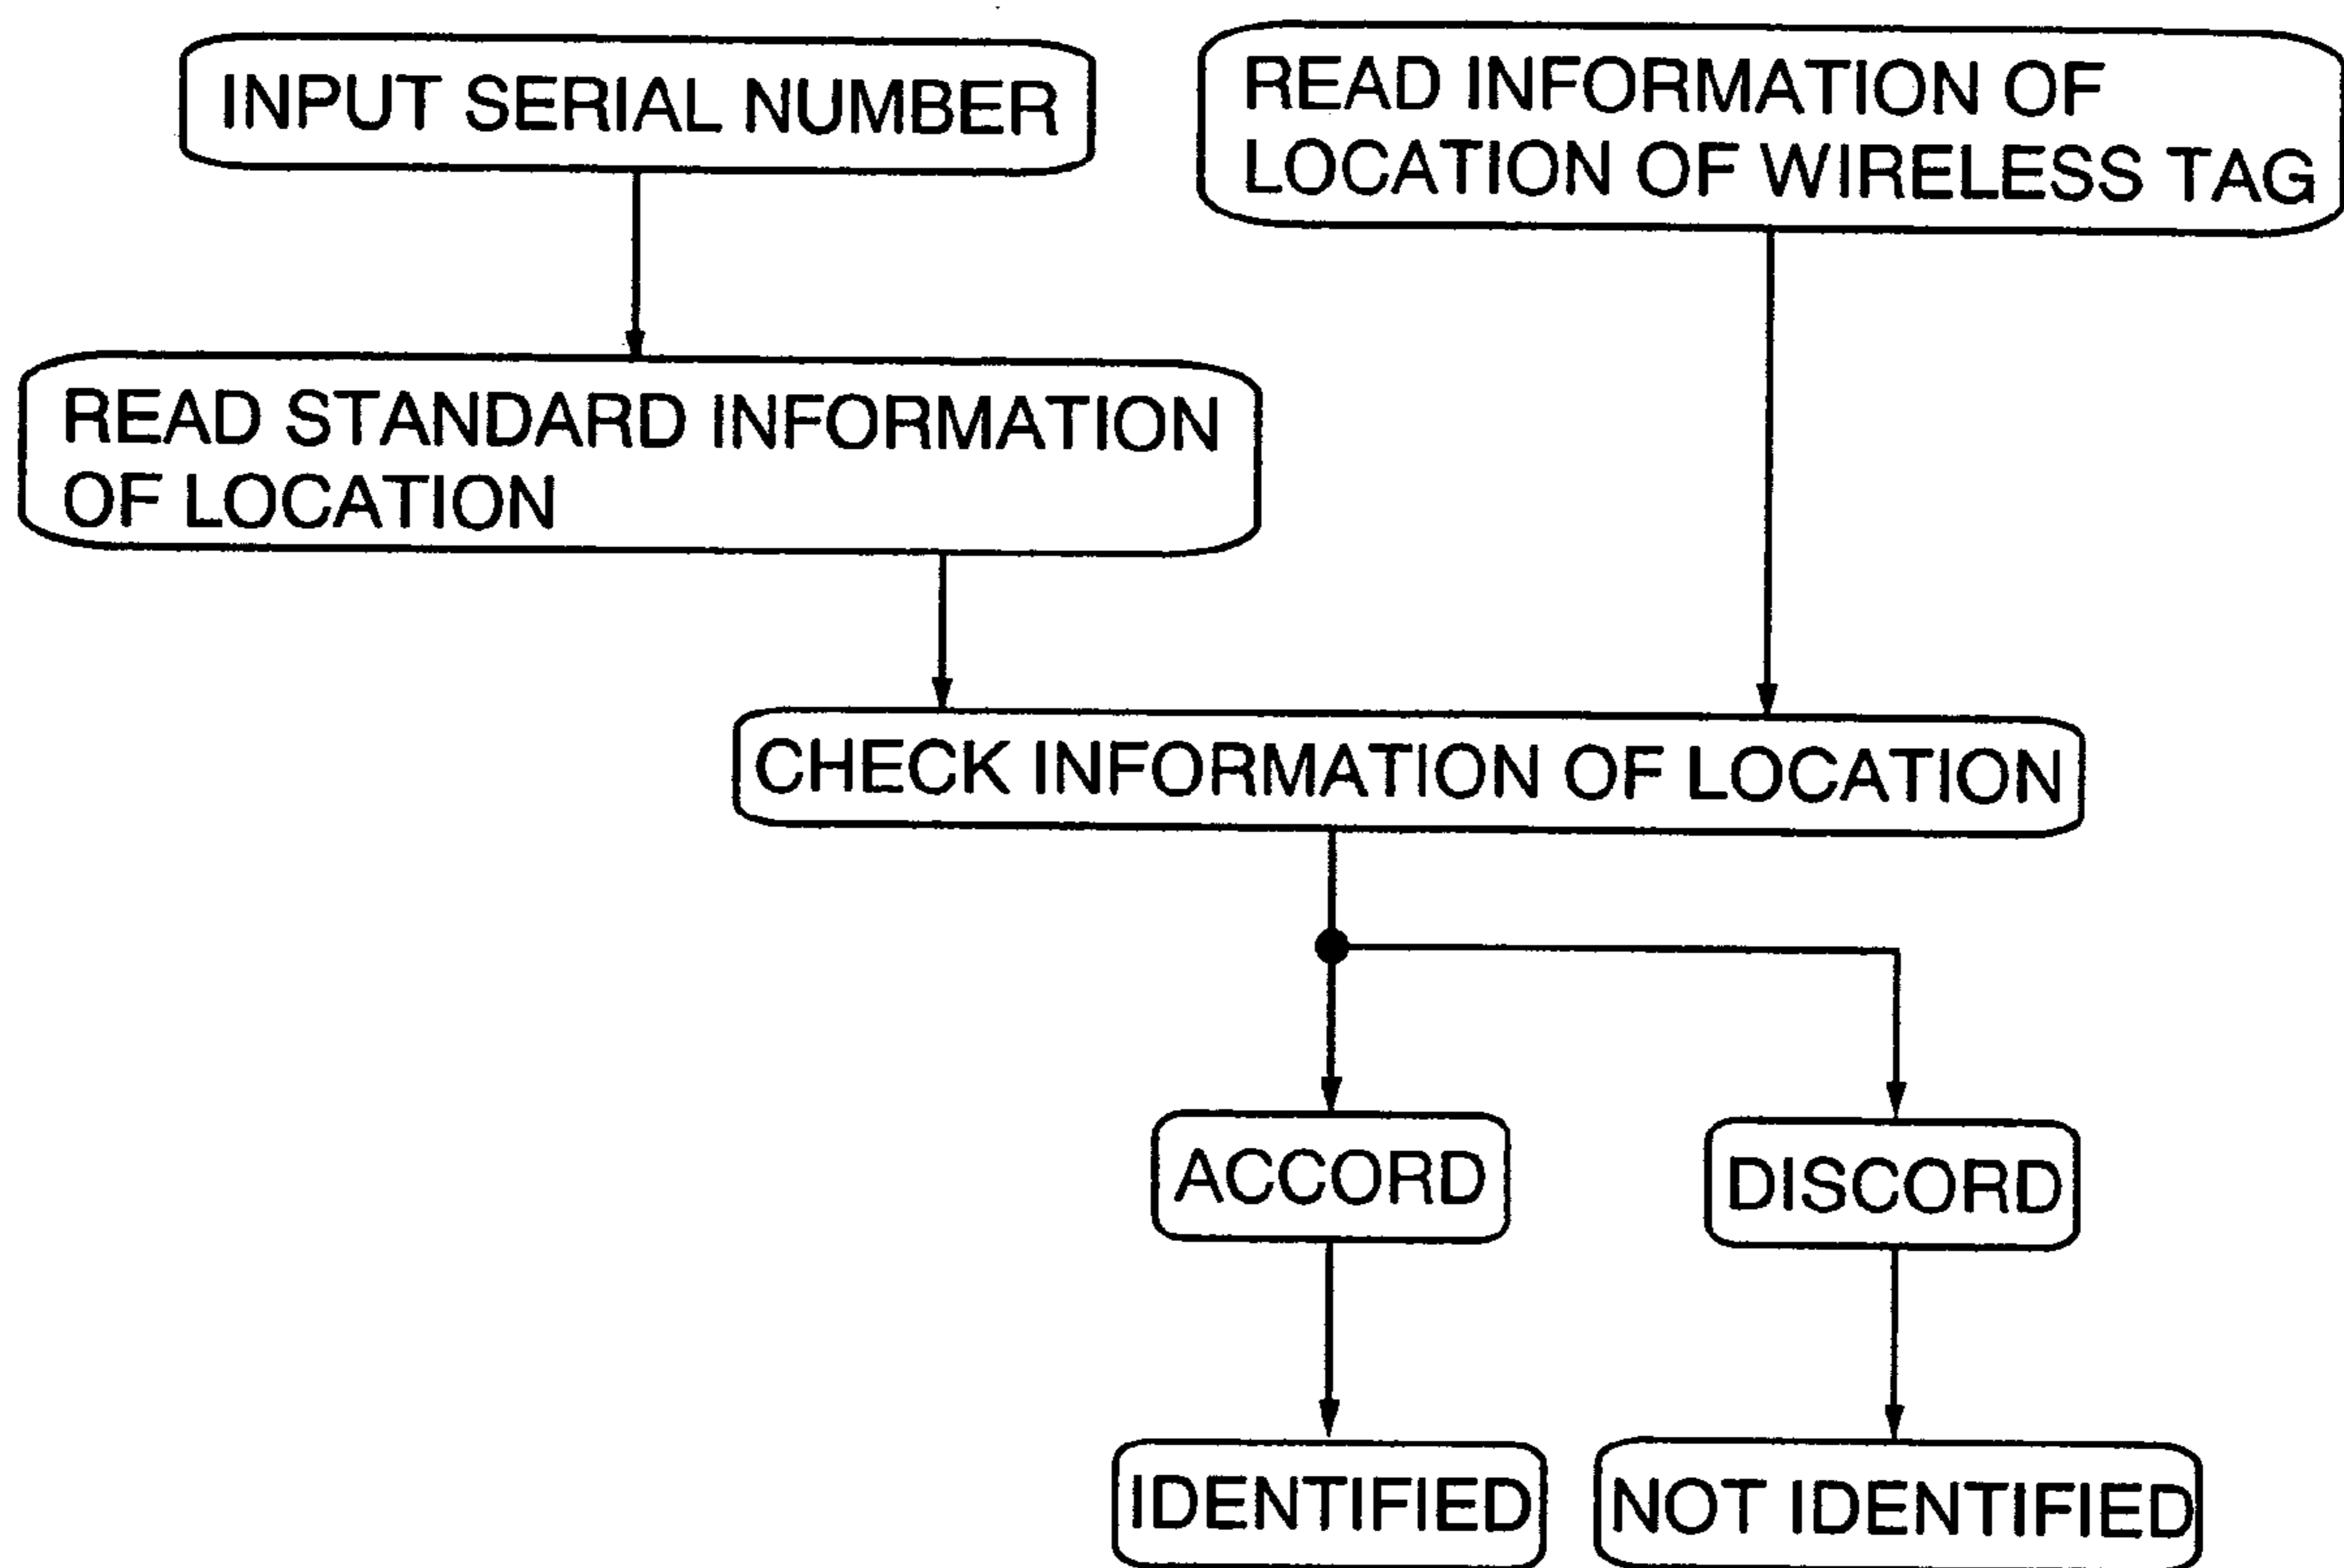 INPUT SERIAL NUMBER
READ INFORMATION OF
LOCATION OF WIRELESS TAG
READ STANDARD INFORMATION
OF LOCATION
CHECK INFORMATION OF LOCATION
ACCORD
DISCORD
IDENTIFIED
NOT IDENTIFIED